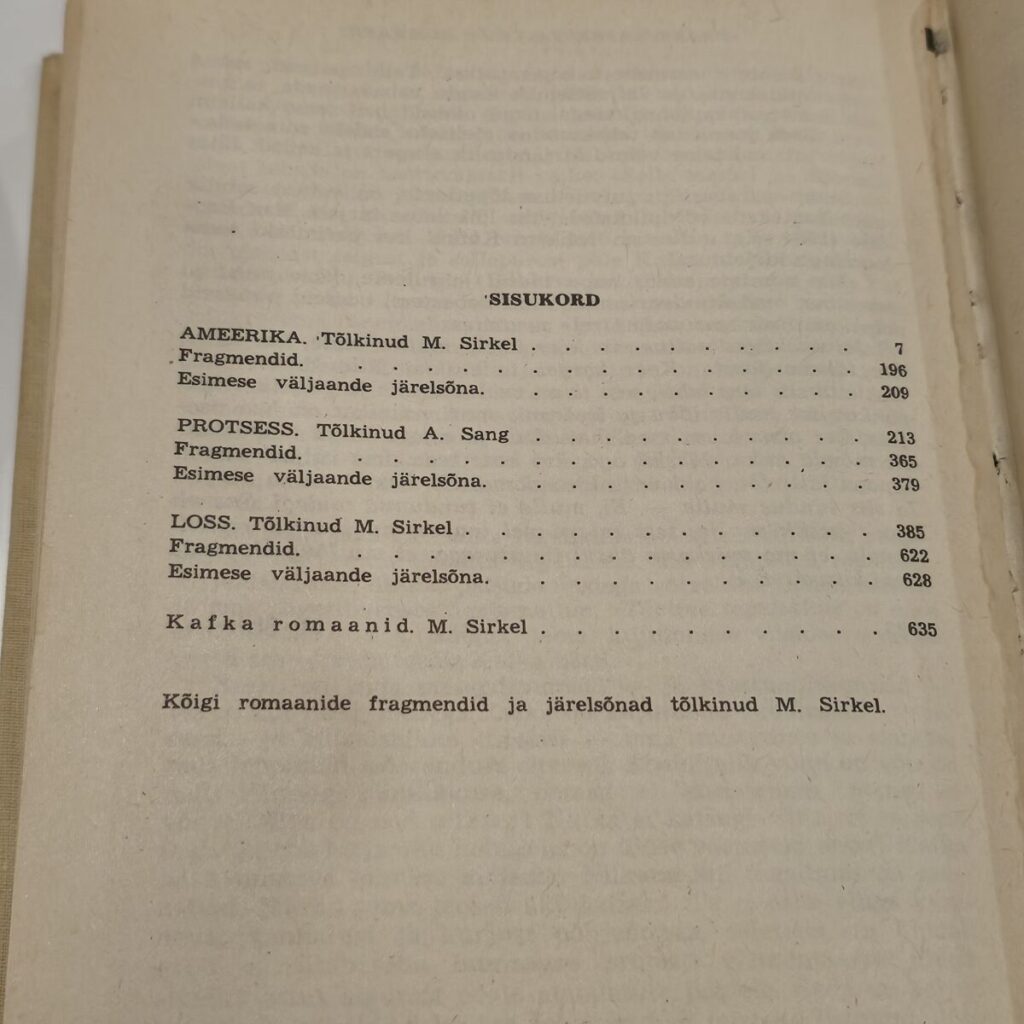 SISUKORD
AMEERIKA. Tõlkinud M. Sirkel . . . . . . . . . . 7
Fragmendid. . . . . . . . . . . . . . . . 196
Esimese väljaande järelsõna. . . . . . . . . . 209
PROTSESS. Tõlkinud A. Sang . . . . . . . . . . 213
Fragmendid. . . . . . . . . . . . . . . . 365
Esimese väljaande järelsõna. . . . . . . . . . 379
LOSS. Tõlkinud M. Sirkel . . . . . . . . . . . . 385
Fragmendid. . . . . . . . . . . . . . . . 622
Esimese väljaande järelsõna. . . . . . . . . . 628
Kafka romaanid. M. Sirkel . . . . . . . . . . 635
Kõigi romaanide fragmendid ja järelsõnad tõlkinud M. Sirkel.